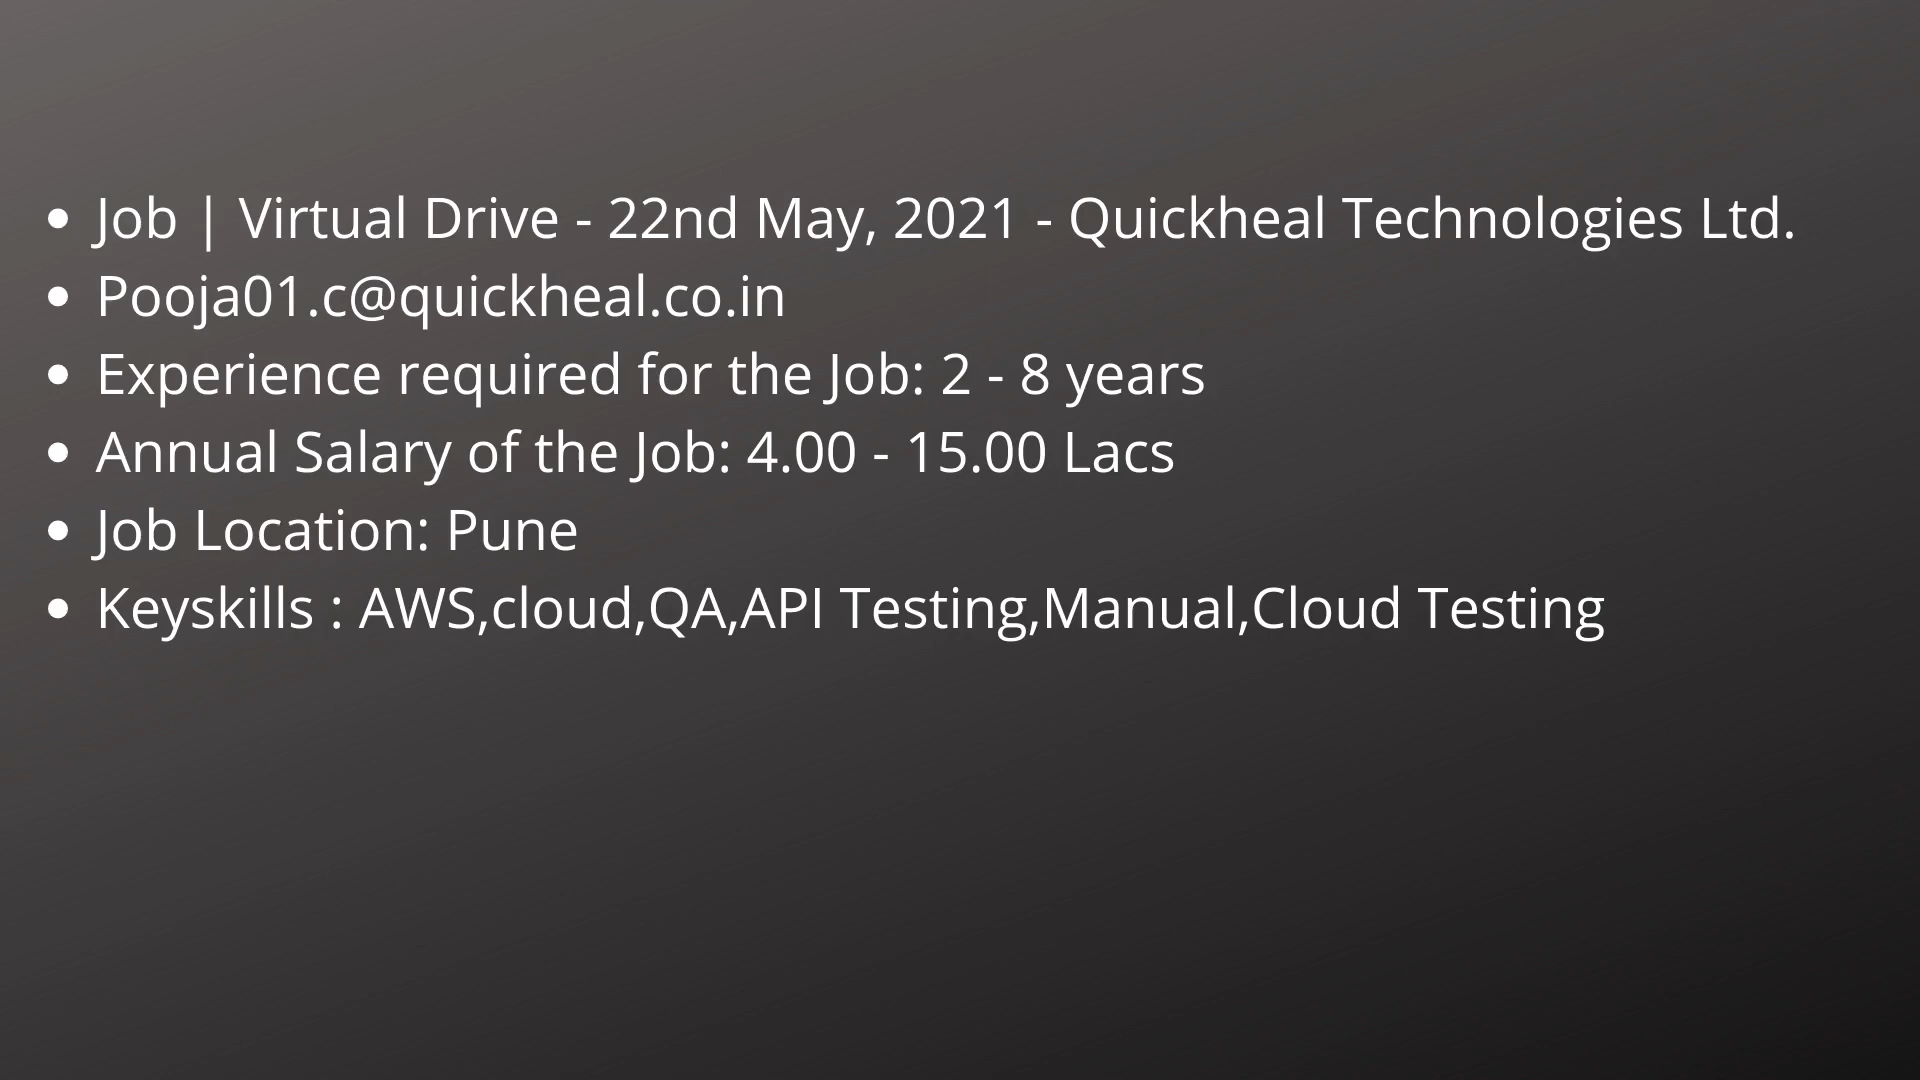 • Job | Virtual Drive - 22nd May, 2021 - Quickheal Technologies Ltd.
• Pooja01.c@quickheal.co.in
• Experience required for the Job: 2 - 8 years
• Annual Salary of the Job: 4.00 - 15.00 Lacs
• Job Location: Pune
• Keyskills : AWS,cloud,QA,API Testing,Manual,Cloud Testing